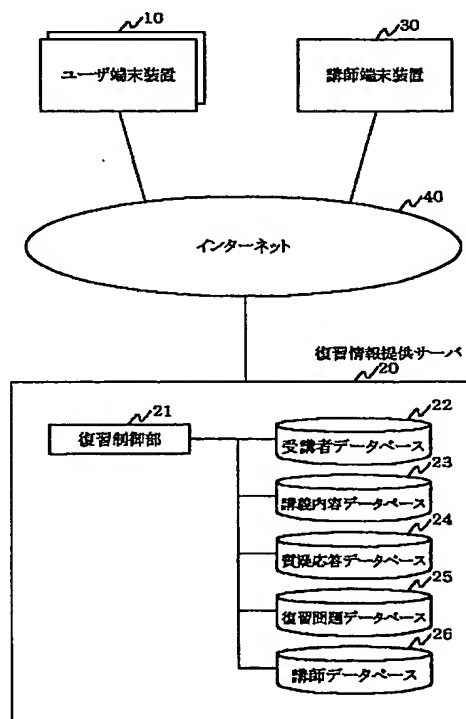 10
ユーザ端末装置
30
講師端末装置
40
インターネット
復習情報提供サーバ
20
21
復習制御部
22
受講者データベース
23
講義内容データベース
24
質疑応答データベース
25
復習問題データベース
26
講師データベース